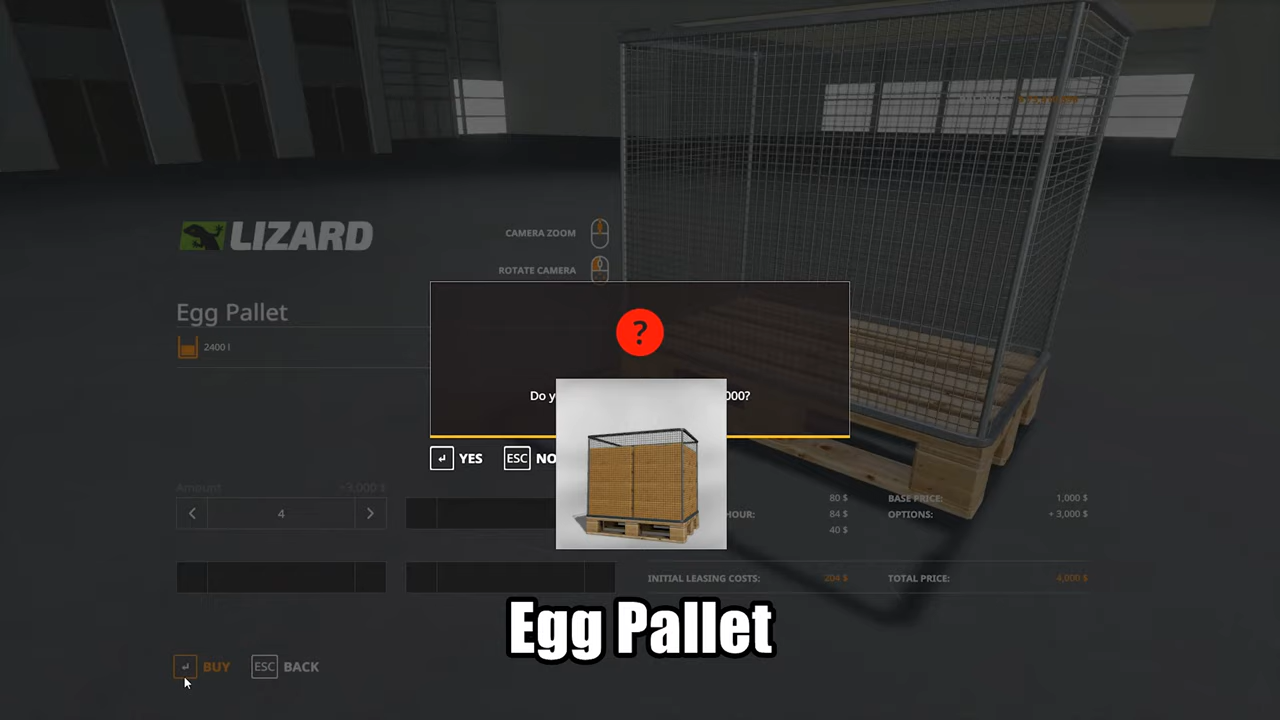 LIZARD
CAMERA ZOOM
ROTATE CAMERA
Egg Pallet
2400 l
?
Do
000?
YES
ESC NO
Amount +3,000 $
4
80 $
HOUR: 84 $
40 $
BASE PRICE: 1,000 $
OPTIONS: + 3,000 $
INITIAL LEASING COSTS: 204 $
TOTAL PRICE: 4,000 $
Egg Pallet
BUY
ESC BACK